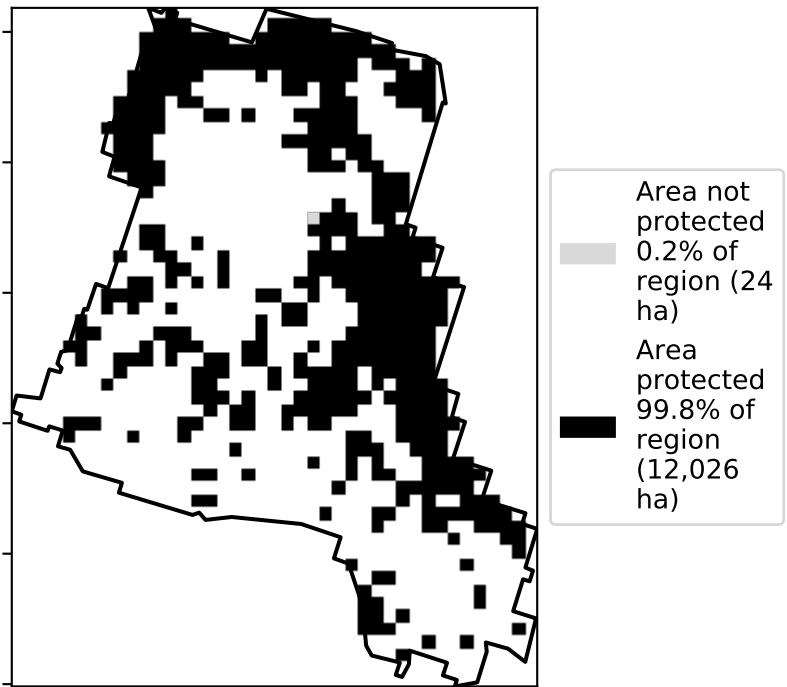 Area not
protected
0.2% of
region (24
ha)
Area
protected
99.8% of
region
(12,026
ha)